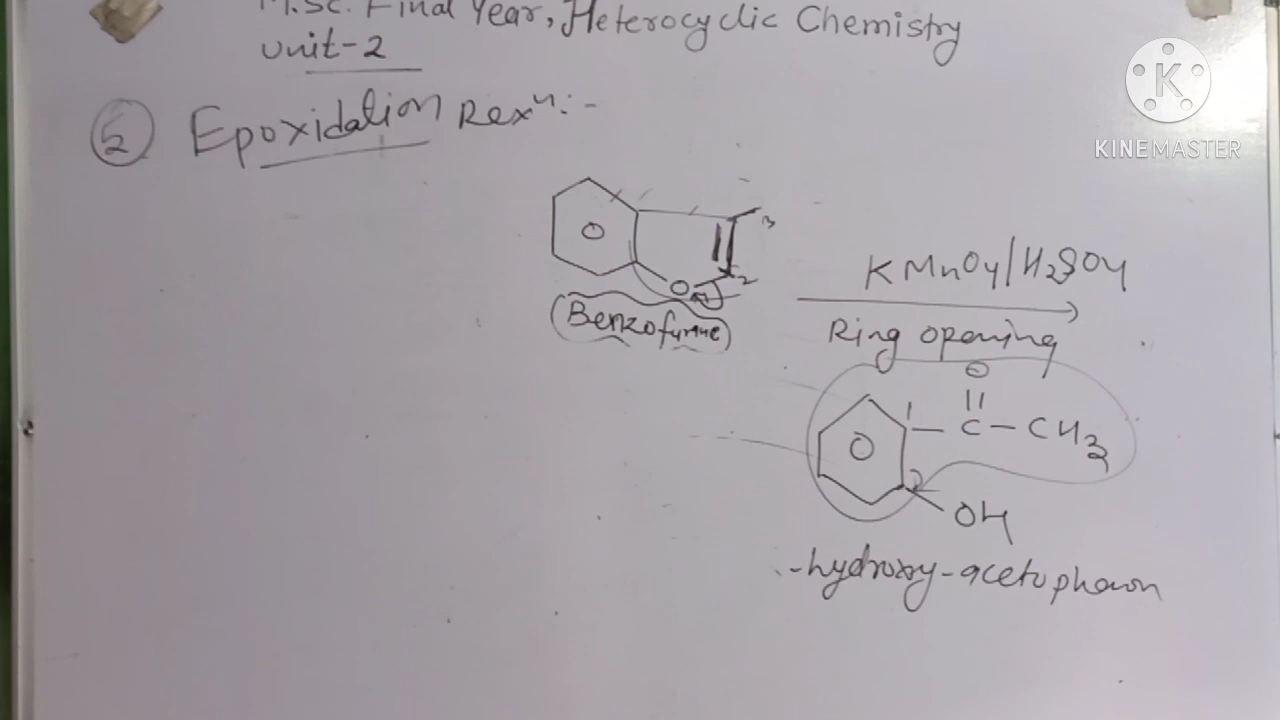 M.Sc. Final Year, Heterocyclic Chemistry
Unit-2
5 Epoxidation Rexⁿ:-
K
KINEMASTER
3
O
2
O
Benzofurane
KMnO4/H2SO4
Ring opening
O
1
O
-C-CH3
2
OH
-hydroxy-acetophenon